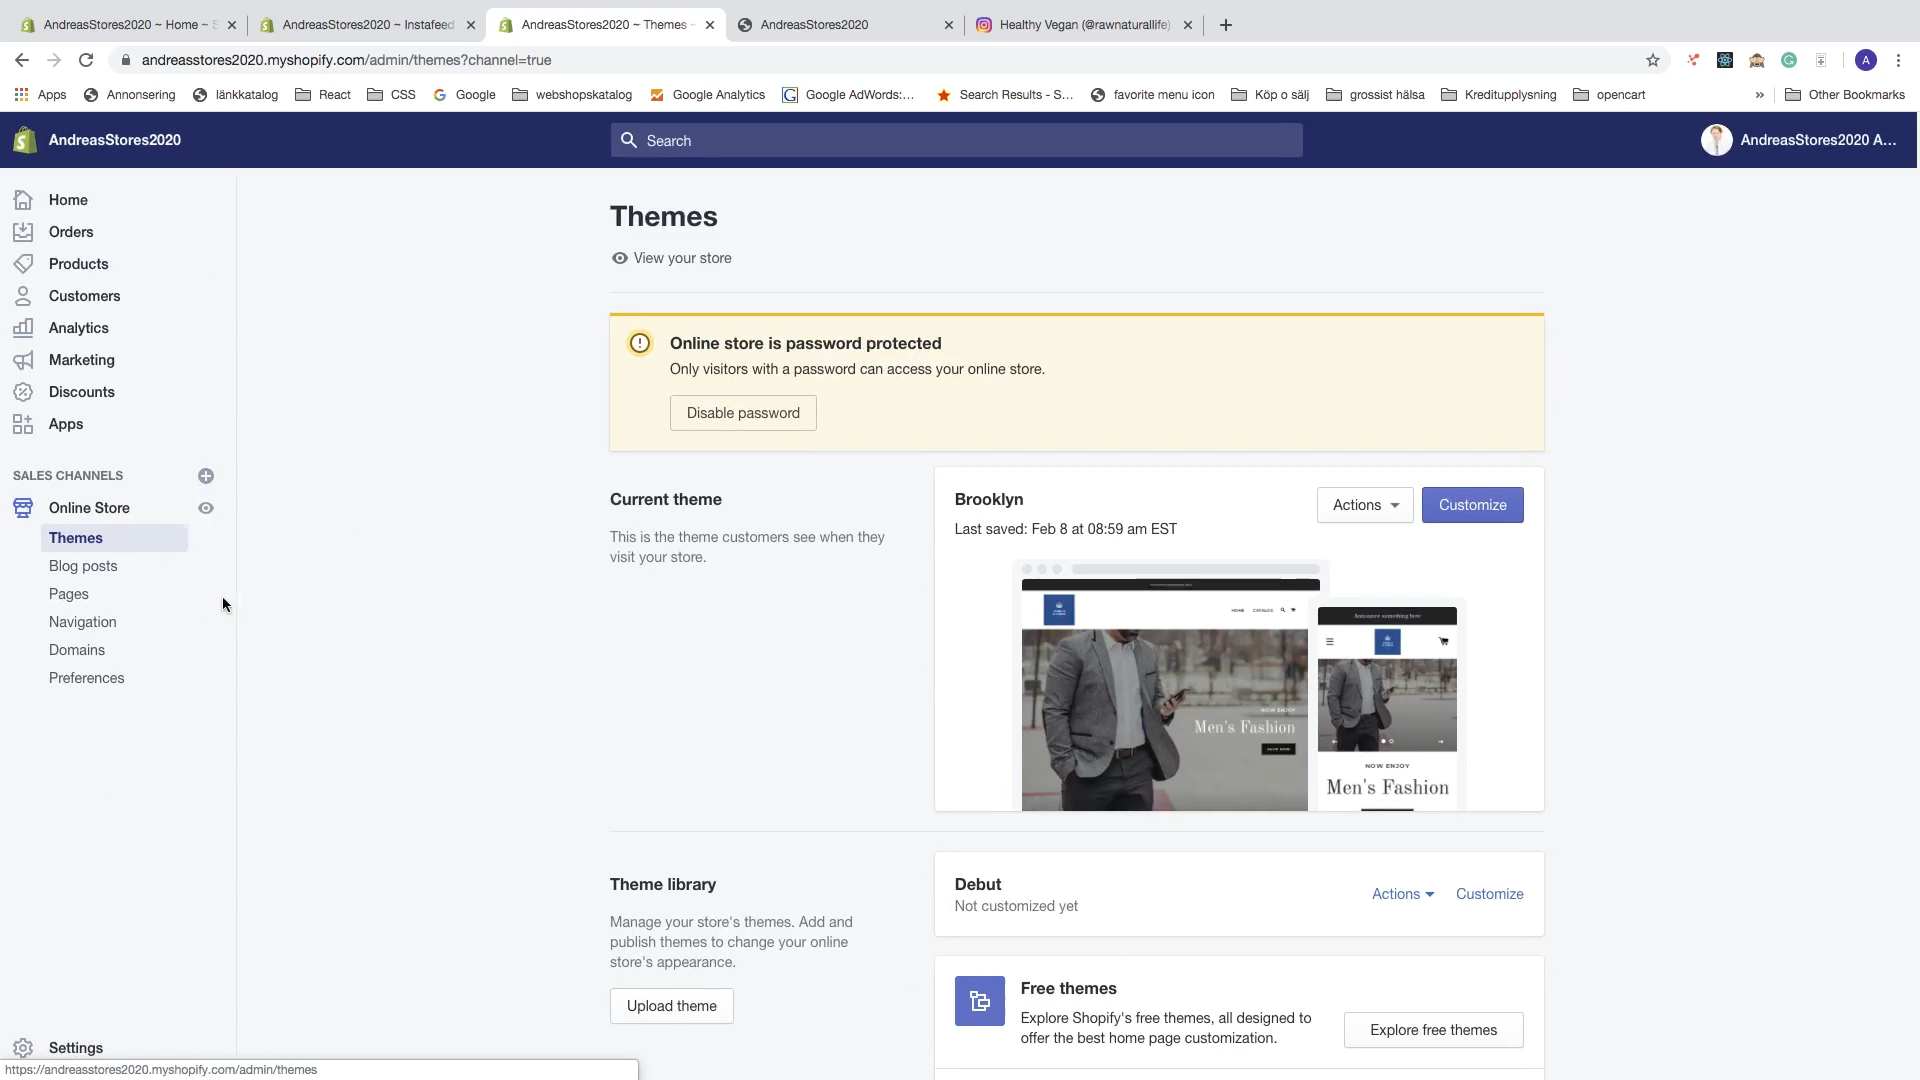 AndreasStores2020 ~ Home ~ S
AndreasStores2020 ~ Instafeed
AndreasStores2020 ~ Themes ~
AndreasStores2020
Healthy Vegan (@rawnaturallife)
andreasstores2020.myshopify.com/admin/themes?channel=true
A
Apps
Annonsering
länkkatalog
React
CSS
Google
webshopskatalog
Google Analytics
Google AdWords:...
Search Results - S...
favorite menu icon
Köp o sälj
grossist hälsa
Kreditupplysning
opencart
»
Other Bookmarks
AndreasStores2020
Search
AndreasStores2020 A...
Home
Orders
Products
Customers
Analytics
Marketing
Discounts
Apps
SALES CHANNELS
Online Store
Themes
Blog posts
Pages
Navigation
Domains
Preferences
Settings
Themes
View your store
Online store is password protected
Only visitors with a password can access your online store.
Disable password
Current theme
This is the theme customers see when they
visit your store.
Brooklyn
Last saved: Feb 8 at 08:59 am EST
Actions
Customize
HOME CATALOG
NOW ENJOY
Men's Fashion
Announce something here
NOW ENJOY
Men's Fashion
Theme library
Manage your store's themes. Add and
publish themes to change your online
store's appearance.
Upload theme
Debut
Not customized yet
Actions
Customize
Free themes
Explore Shopify's free themes, all designed to
offer the best home page customization.
Explore free themes
https://andreasstores2020.myshopify.com/admin/themes